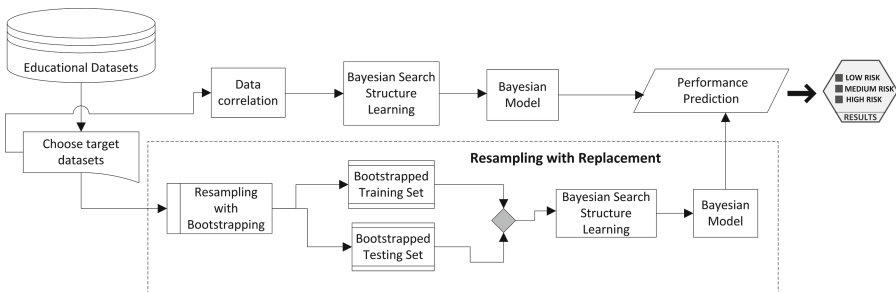 Educational Datasets
Choose target
datasets
Data
correlation
Bayesian Search
Structure
Learning
Bayesian
Model
Performance
Prediction
LOW RISK
MEDIUM RISK
HIGH RISK
RESULTS
Resampling with Replacement
Resampling
with
Bootstrapping
Bootstrapped
Training Set
Bootstrapped
Testing Set
Bayesian Search
Structure
Learning
Bayesian
Model